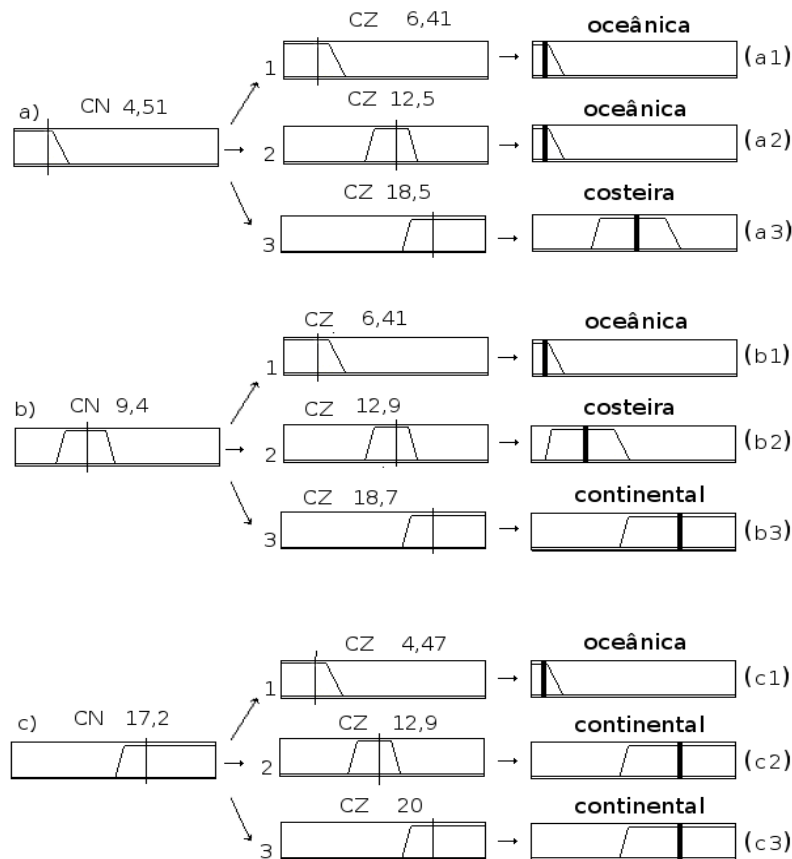 CZ 6,41
oceânica
1
(a1)
a) CN 4,51
CZ 12,5
oceânica
2
(a2)
CZ 18,5
costeira
3
(a3)
CZ 6,41
oceânica
1
(b1)
b) CN 9,4
CZ 12,9
costeira
2
(b2)
CZ 18,7
continental
3
(b3)
CZ 4,47
oceânica
1
(c1)
c) CN 17,2
CZ 12,9
continental
2
(c2)
CZ 20
continental
3
(c3)